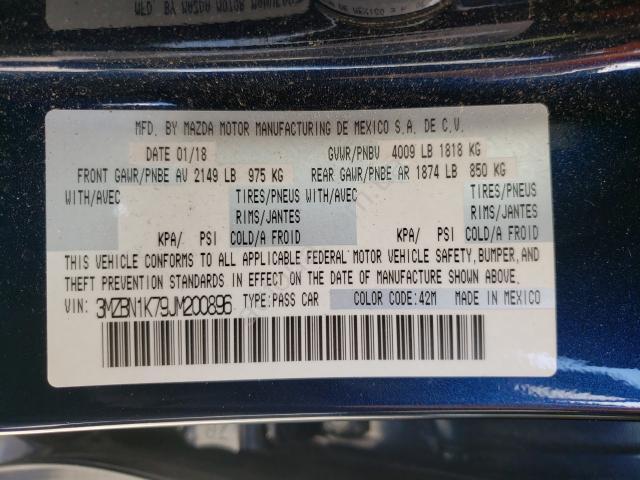 MFD. BY MAZDA MOTOR MANUFACTURING DE MEXICO S.A. DE C.V.
DATE 01/18 GVWR/PNBV 4009 LB 1818 KG
FRONT GAWR/PNBE AV 2149 LB 975 KG REAR GAWR/PNBE AR 1874 LB 850 KG
WITH/AVEC TIRES/PNEUS WITH/AVEC TIRES/PNEUS
RIMS/JANTES RIMS/JANTES
KPA/ PSI COLD/A FROID KPA/ PSI COLD/A FROID
THIS VEHICLE CONFORMS TO ALL APPLICABLE FEDERAL MOTOR VEHICLE SAFETY, BUMPER, AND
THEFT PREVENTION STANDARDS IN EFFECT ON THE DATE OF MANUFACTURE SHOWN ABOVE.
VIN: 3MZBN1K79JM200896 TYPE:PASS CAR COLOR CODE:42M MADE IN MEXICO